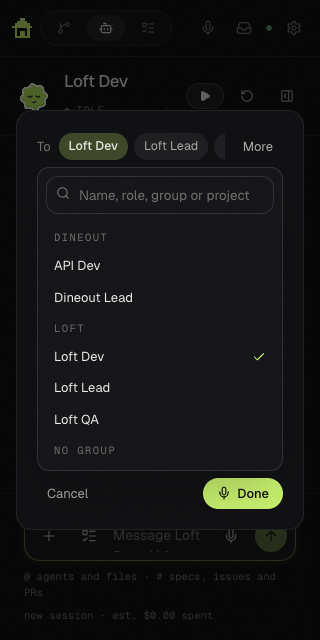 Loft Dev
IDLE
To Loft Dev Loft Lead More
Name, role, group or project
DINEOUT
API Dev
Dineout Lead
LOFT
Loft Dev
Loft Lead
Loft QA
NO GROUP
Cancel Done
Message Loft
@ agents and files · # specs, issues and
PRs
new session · est. $0.00 spent